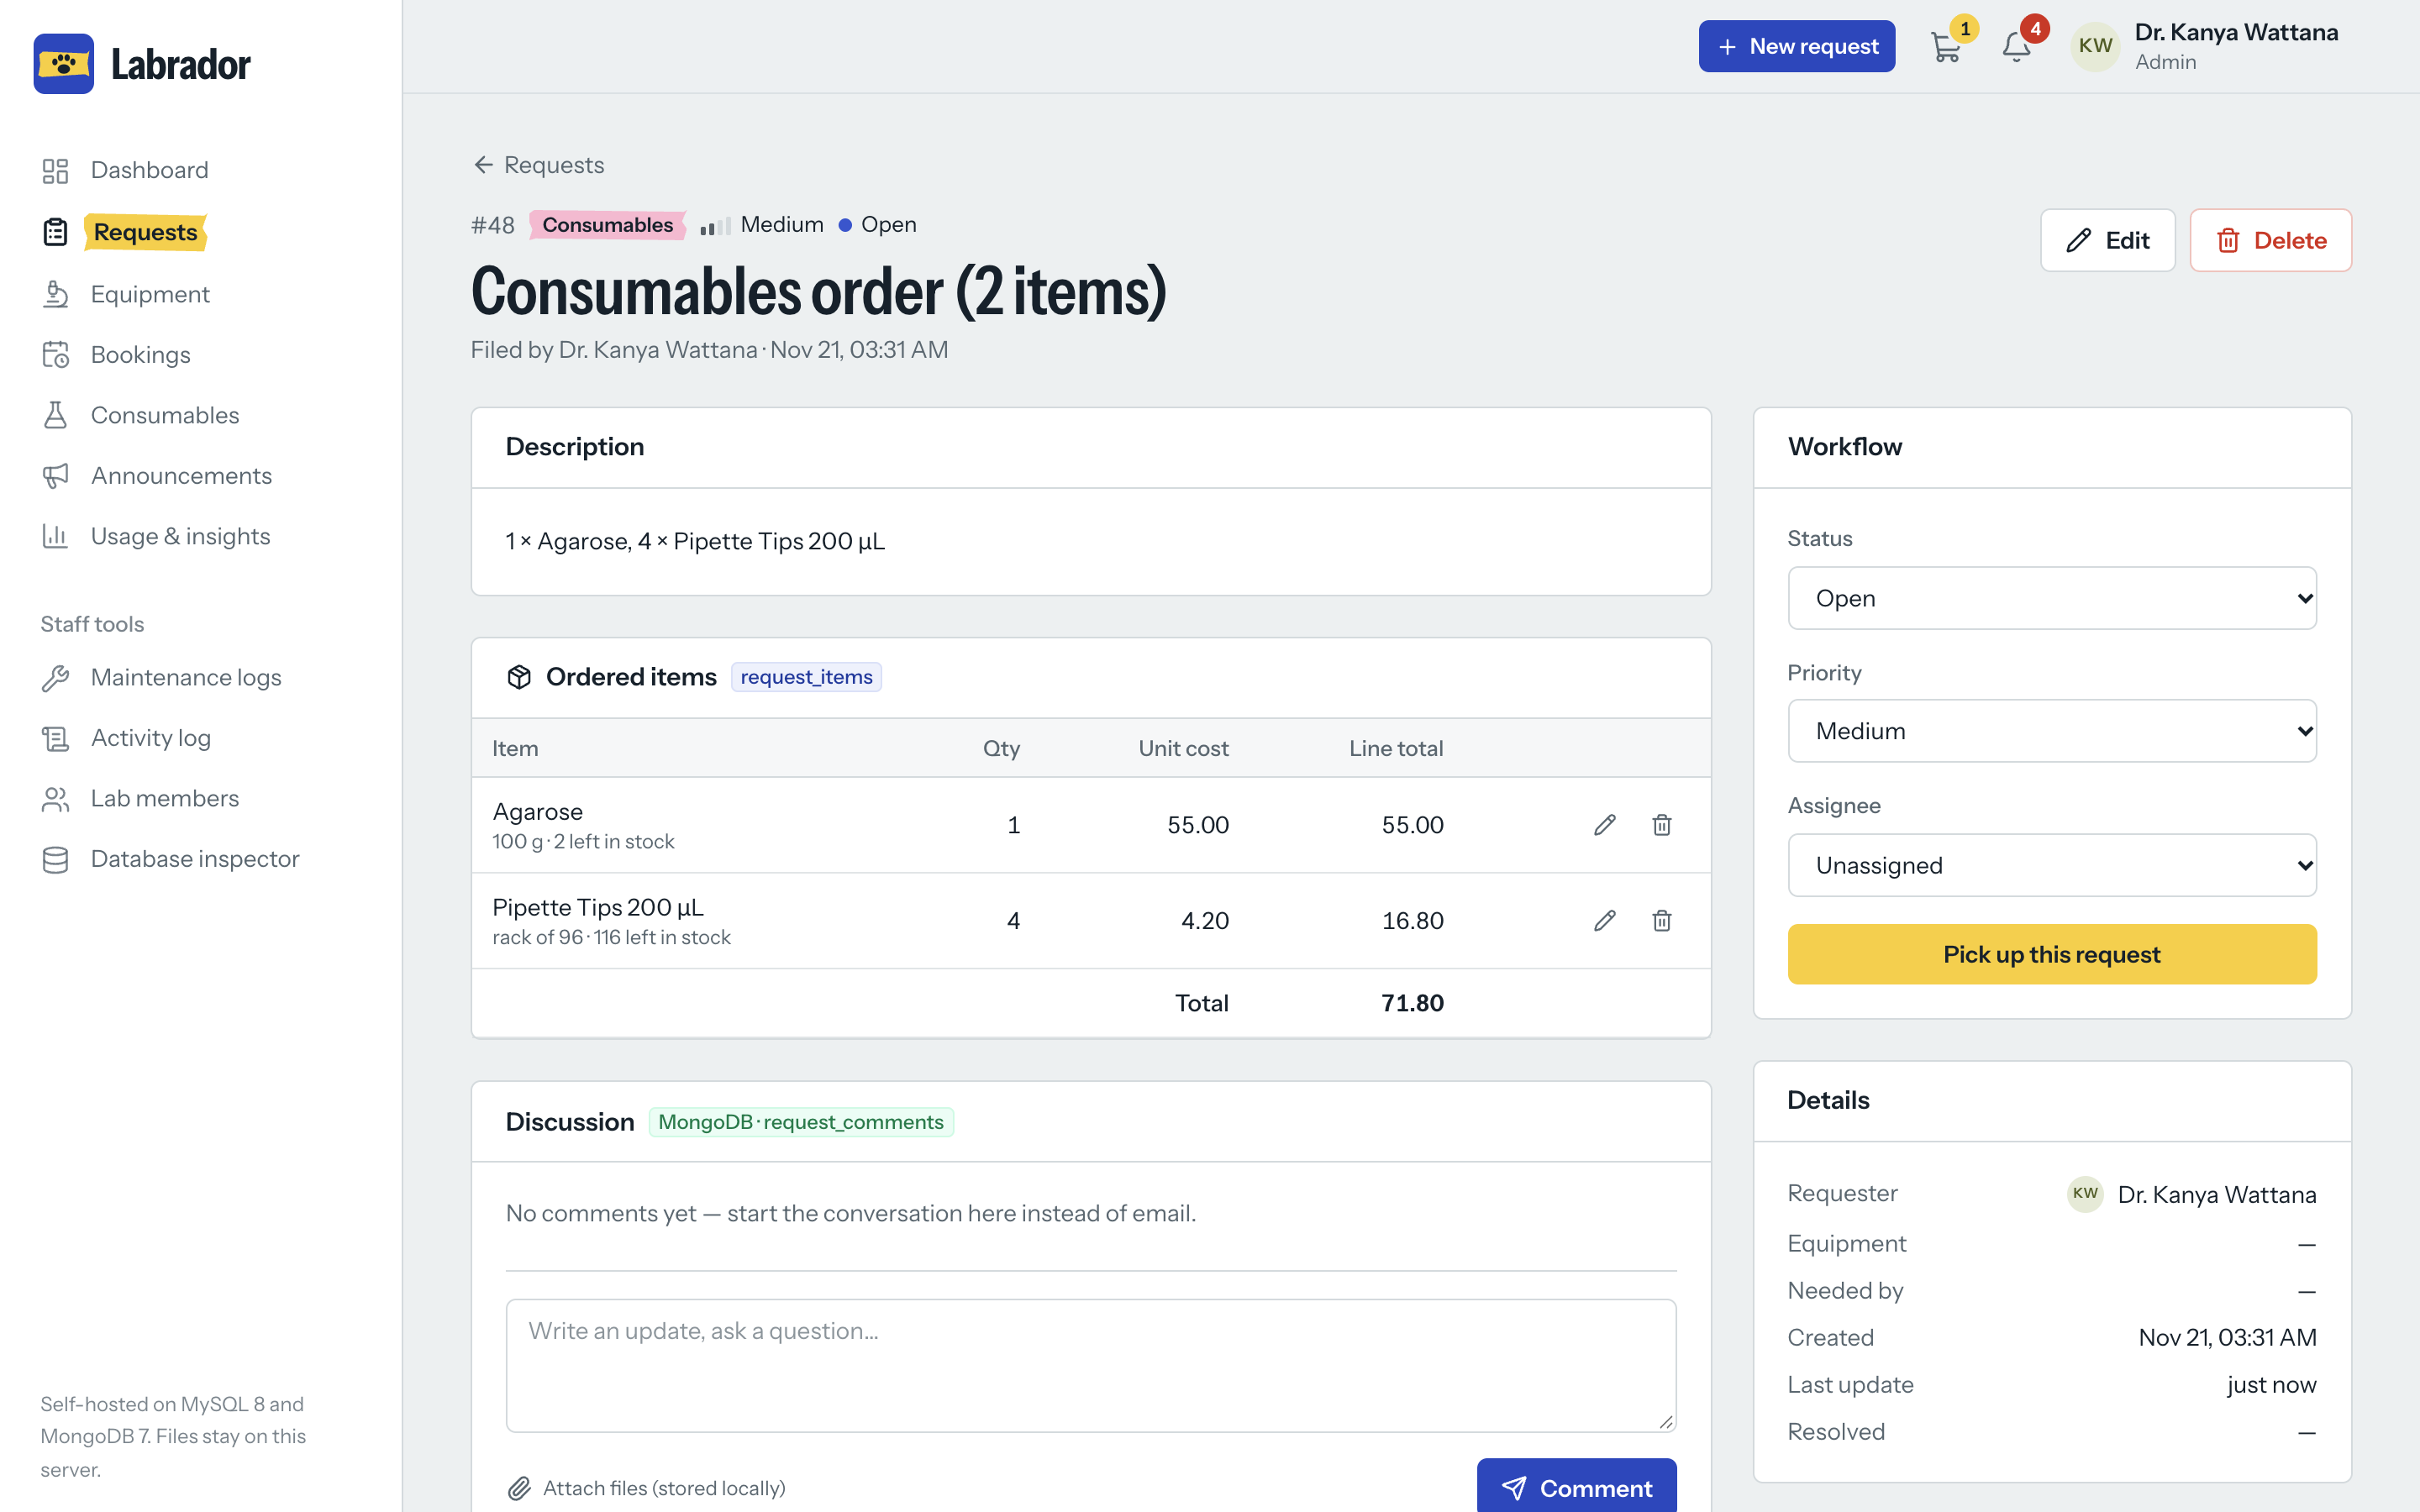 Labrador
Dashboard
Requests
Equipment
Bookings
Consumables
Announcements
Usage & insights
Staff tools
Maintenance logs
Activity log
Lab members
Database inspector
Self-hosted on MySQL 8 and
MongoDB 7. Files stay on this
server.
New request
1
4
KW
Dr. Kanya Wattana
Admin
Requests
#48 Consumables Medium Open
Edit
Delete
Consumables order (2 items)
Filed by Dr. Kanya Wattana · Nov 21, 03:31 AM
Description
1 × Agarose, 4 × Pipette Tips 200 µL
Ordered items request_items
Item Qty Unit cost Line total
Agarose 1 55.00 55.00
100 g · 2 left in stock
Pipette Tips 200 µL 4 4.20 16.80
rack of 96 · 116 left in stock
Total 71.80
Discussion MongoDB · request_comments
No comments yet — start the conversation here instead of email.
Write an update, ask a question...
Attach files (stored locally)
Comment
Workflow
Status
Open
Priority
Medium
Assignee
Unassigned
Pick up this request
Details
Requester KW Dr. Kanya Wattana
Equipment —
Needed by —
Created Nov 21, 03:31 AM
Last update just now
Resolved —